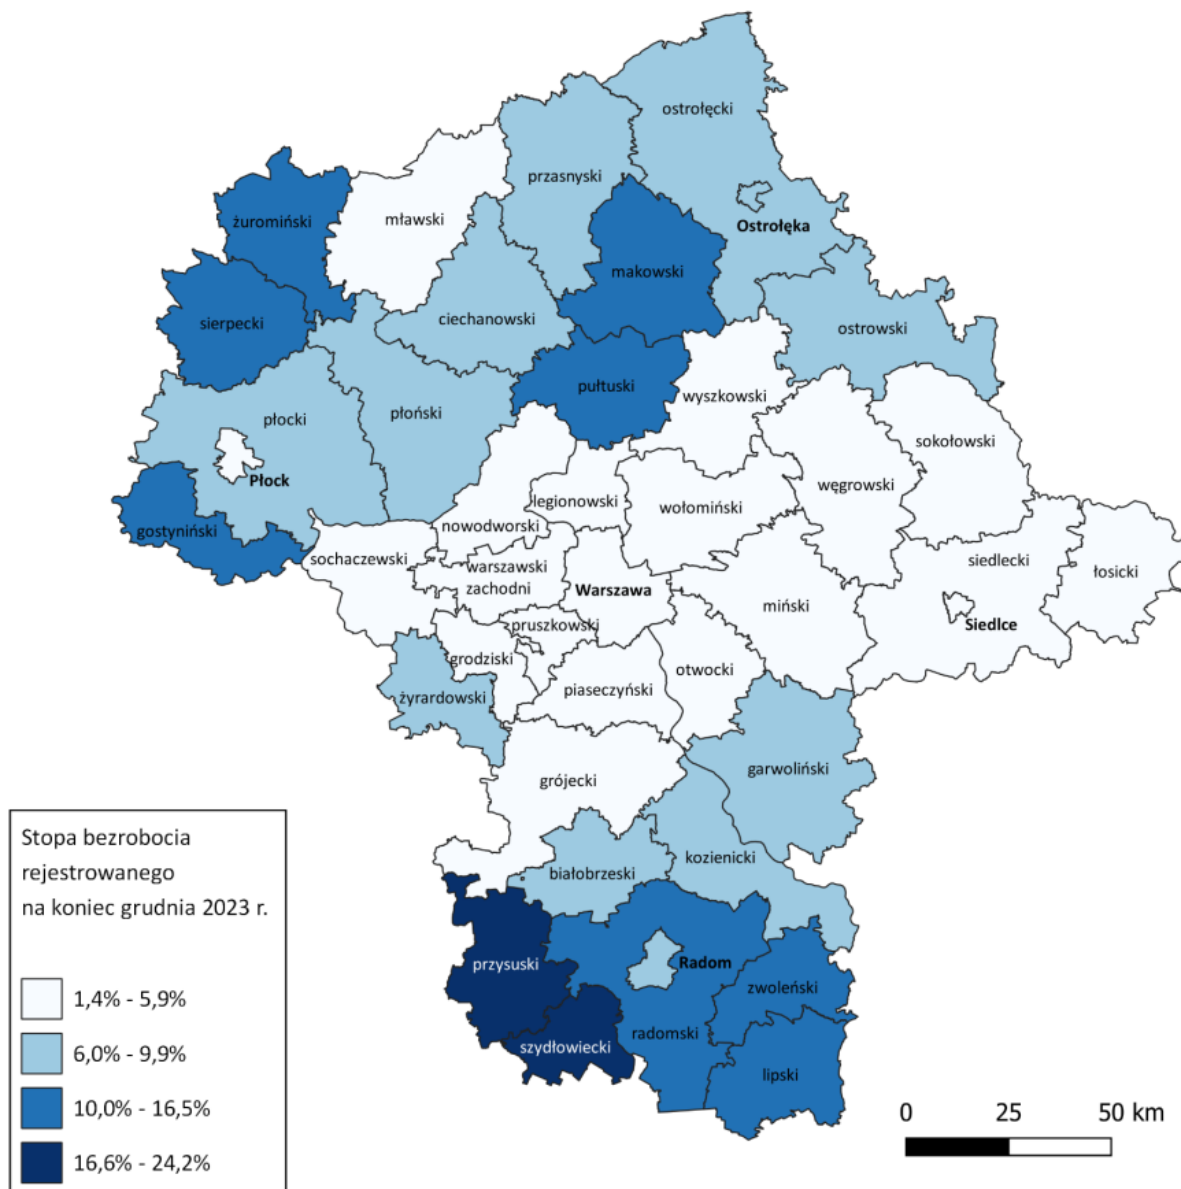 ostrołęcki
przasnyski
żuromiński
mławski
Ostrołęka
makowski
sierpecki
ciechanowski
ostrowski
pułtuski
wyszkowski
płocki
płoński
sokołowski
Płock
węgrowski
legionowski
wołomiński
gostyniński
nowodworski
sochaczewski
warszawski
zachodni
Warszawa
siedlecki
łosicki
miński
Siedlce
pruszkowski
grodziski
otwocki
żyrardowski
piaseczyński
garwoliński
grójecki
kozienicki
białobrzeski
przysuski
Radom
zwoleński
radomski
szydłowiecki
lipski
Stopa bezrobocia
rejestrowanego
na koniec grudnia 2023 r.
1,4% - 5,9%
6,0% - 9,9%
10,0% - 16,5%
16,6% - 24,2%
0 25 50 km